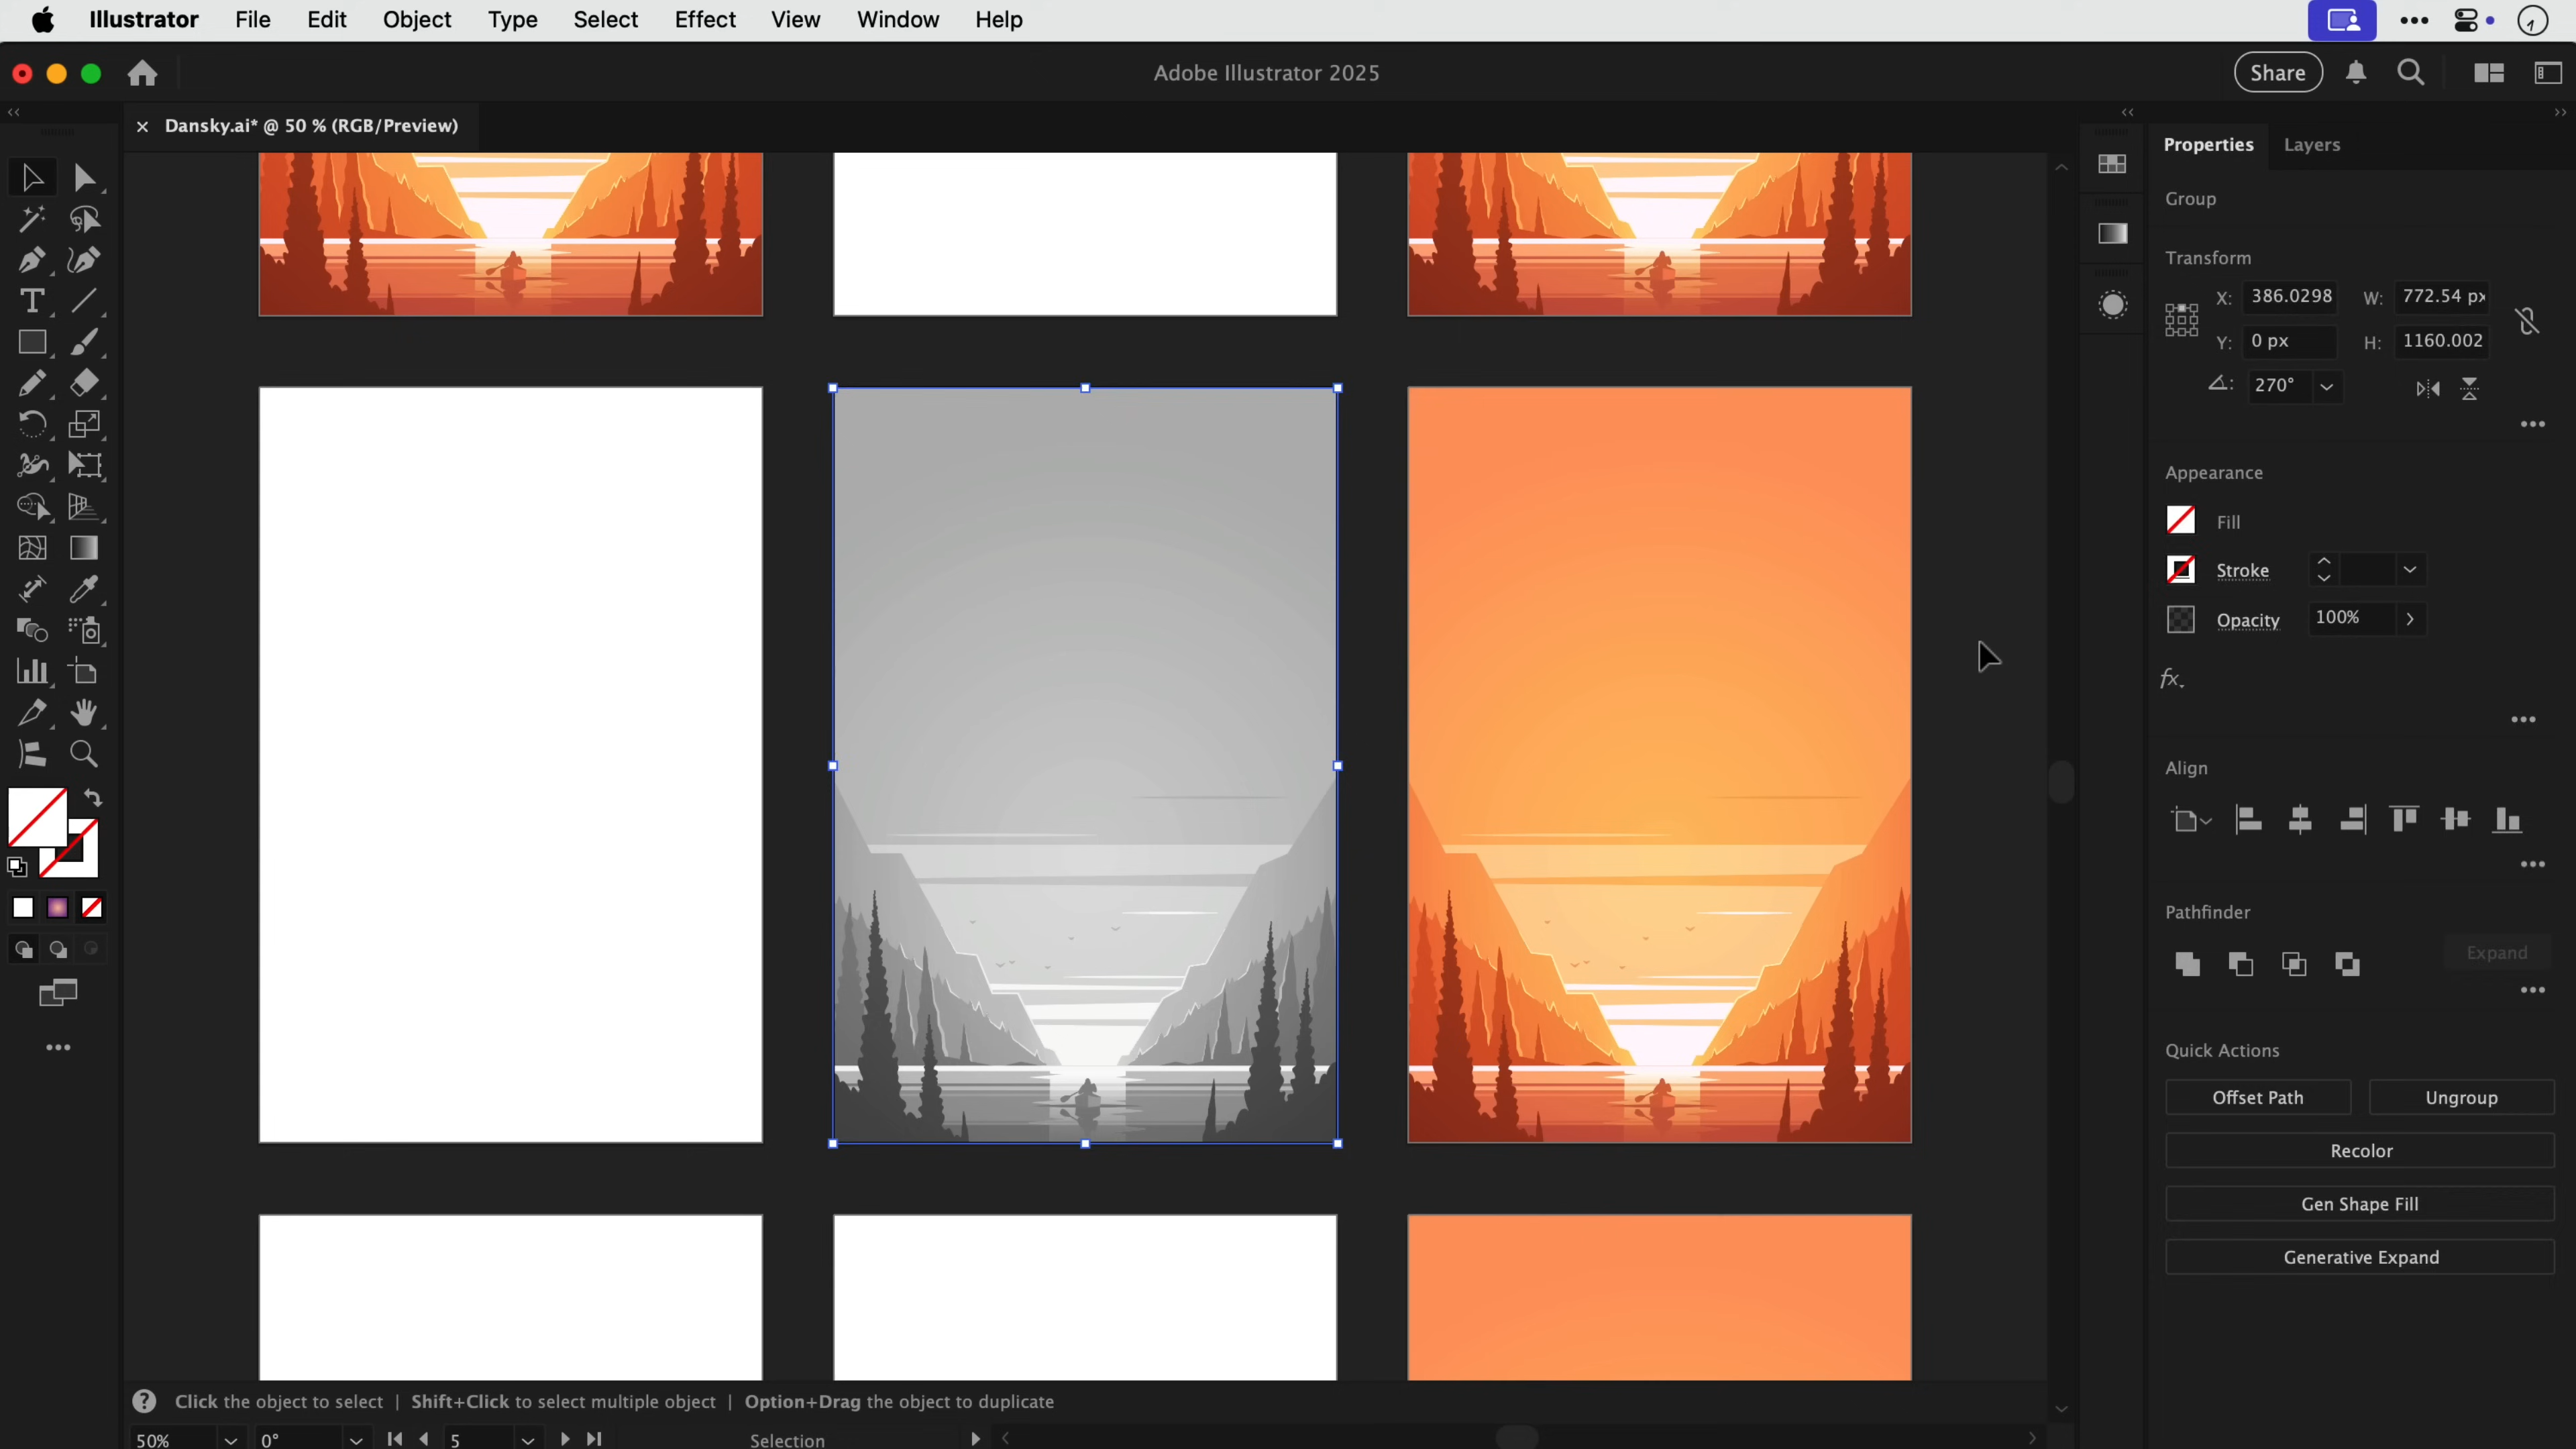 Illustrator File Edit Object Type Select Effect View Window Help
Adobe Illustrator 2025
Share
Dansky.ai* @ 50 % (RGB/Preview)
Properties Layers
Group
Transform
X: 386.0298 W: 772.54 px
Y: 0 px H: 1160.002
270°
Appearance
Fill
Stroke
Opacity 100%
fx
Align
Pathfinder
Expand
Quick Actions
Offset Path Ungroup
Recolor
Gen Shape Fill
Generative Expand
Click the object to select | Shift+Click to select multiple object | Option+Drag the object to duplicate
50% 0° 5 Selection